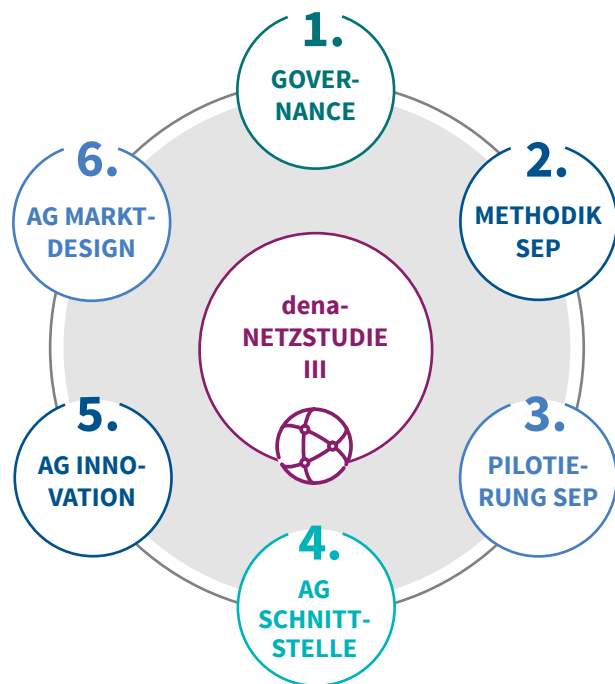 1.
GOVER-
NANCE
2.
METHODIK
SEP
3.
PILOTIE-
RUNG SEP
4.
AG
SCHNITT-
STELLE
5.
AG INNO-
VATION
6.
AG MARKT-
DESIGN
dena-
NETZSTUDIE
III